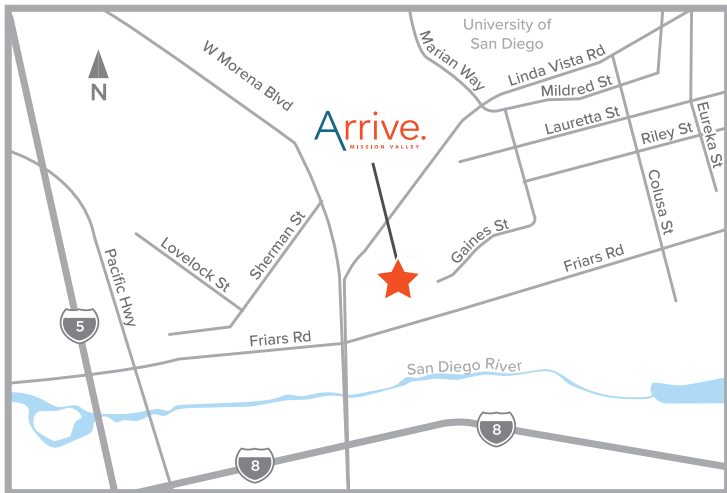 University of
San Diego
N
W Morena Blvd
Marian Way
Linda Vista Rd
Mildred St
Arrive.
MISSION VALLEY
Lauretta St
Riley St
Eureka St
Colusa St
Sherman St
Lovelock St
Gaines St
Pacific Hwy
Friars Rd
5
Friars Rd
San Diego River
8
8